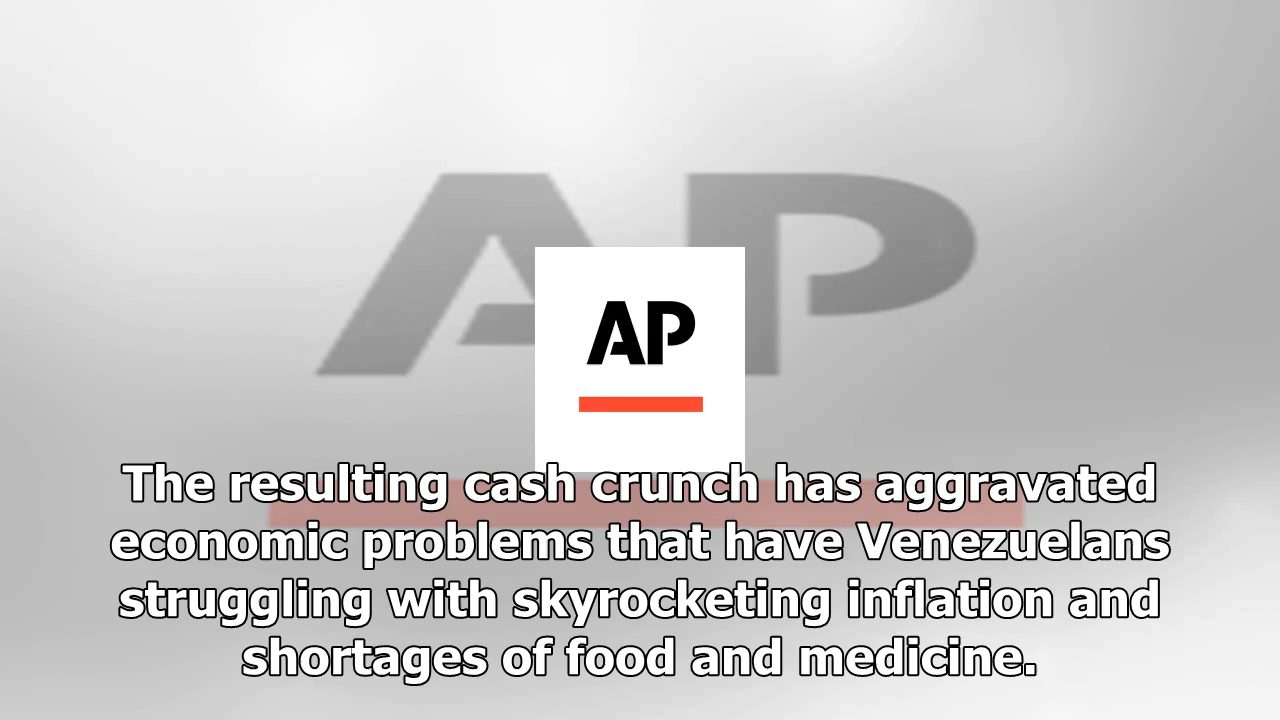 AP
AP
The resulting cash crunch has aggravated
economic problems that have Venezuelans
struggling with skyrocketing inflation and
shortages of food and medicine.